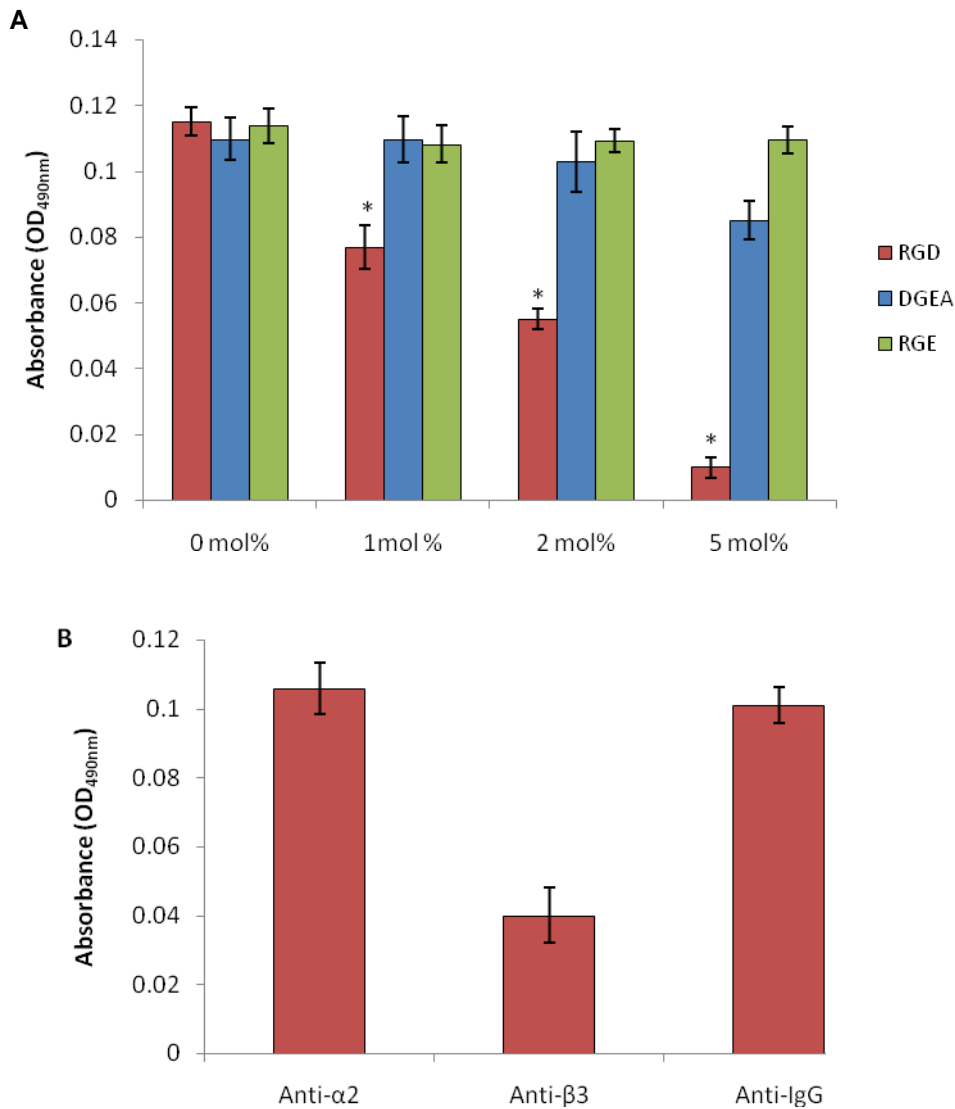 A
Absorbance (OD490nm)
0.14
0.12
0.1
0.08
0.06
0.04
0.02
0
*
*
*
0 mol%
1mol %
2 mol%
5 mol%
RGD
DGEA
RGE
B
Absorbance (OD490nm)
0.12
0.1
0.08
0.06
0.04
0.02
0
Anti-α2
Anti-β3
Anti-IgG